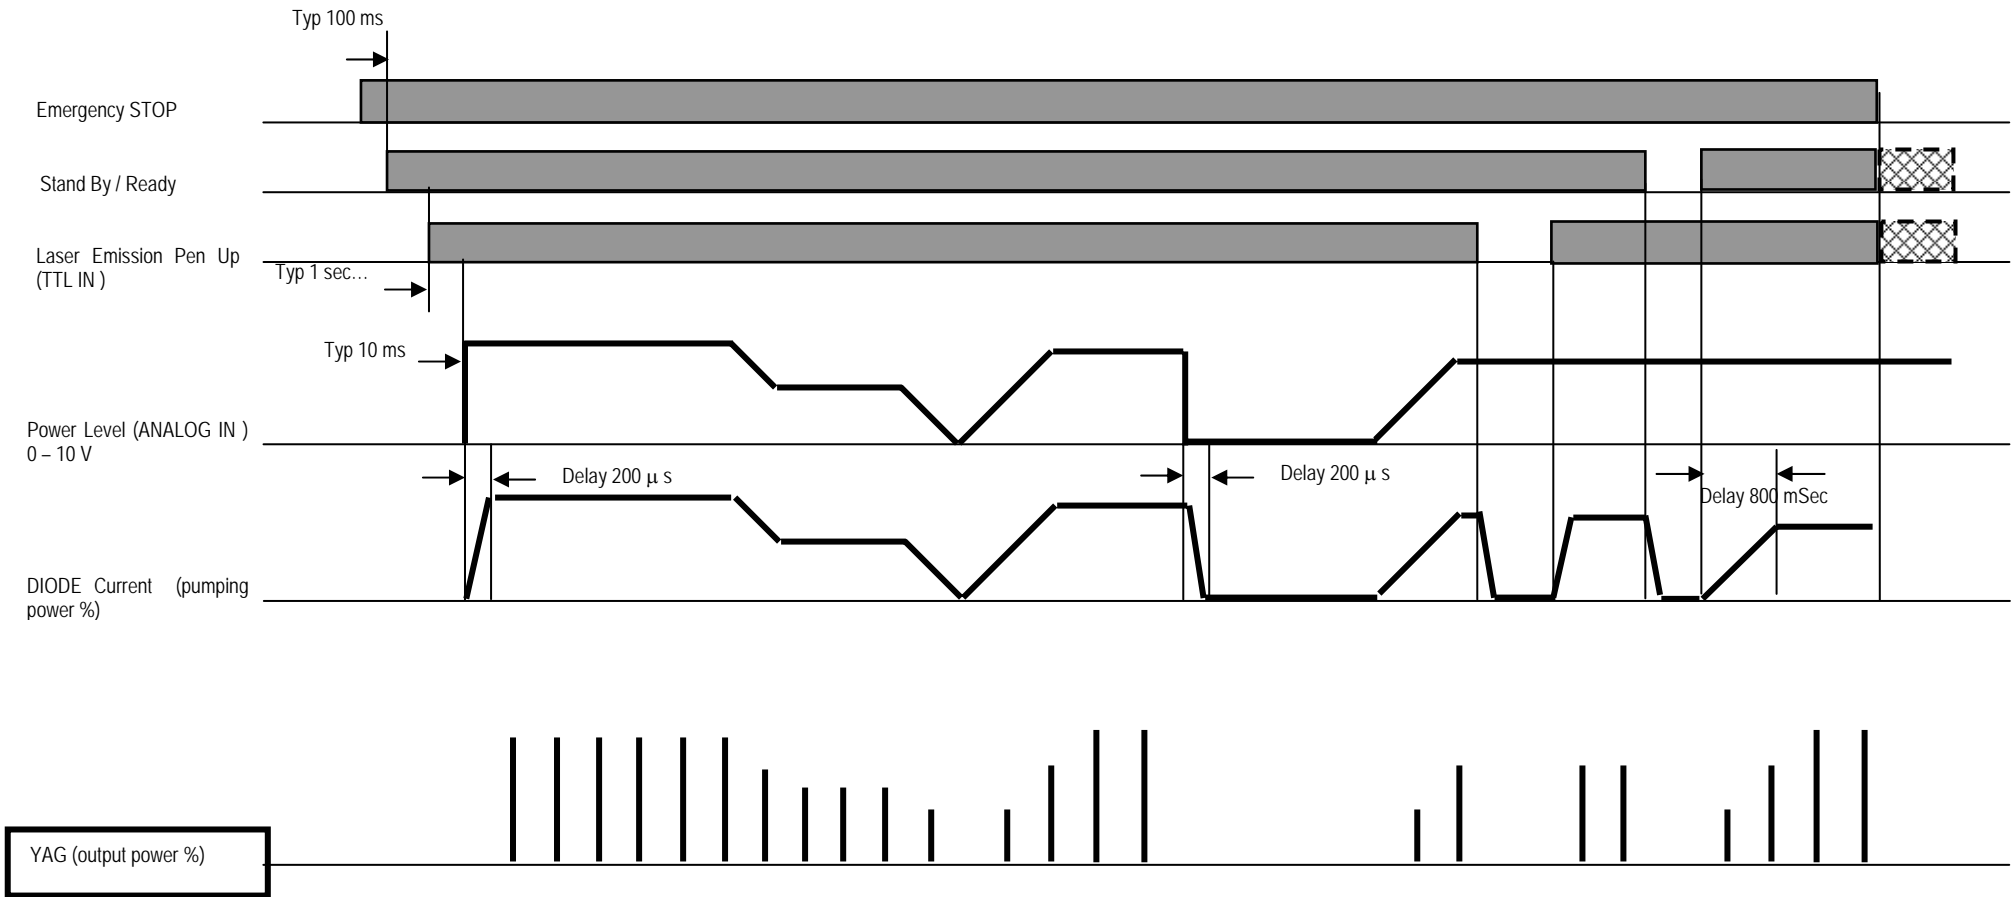 Typ 100 ms
Emergency STOP
Stand By / Ready
Laser Emission Pen Up
(TTL IN )
Typ 1 sec…
Typ 10 ms
Power Level (ANALOG IN )
0 – 10 V
Delay 200 μ s
Delay 200 μ s
Delay 800 mSec
DIODE Current (pumping
power %)
YAG (output power %)